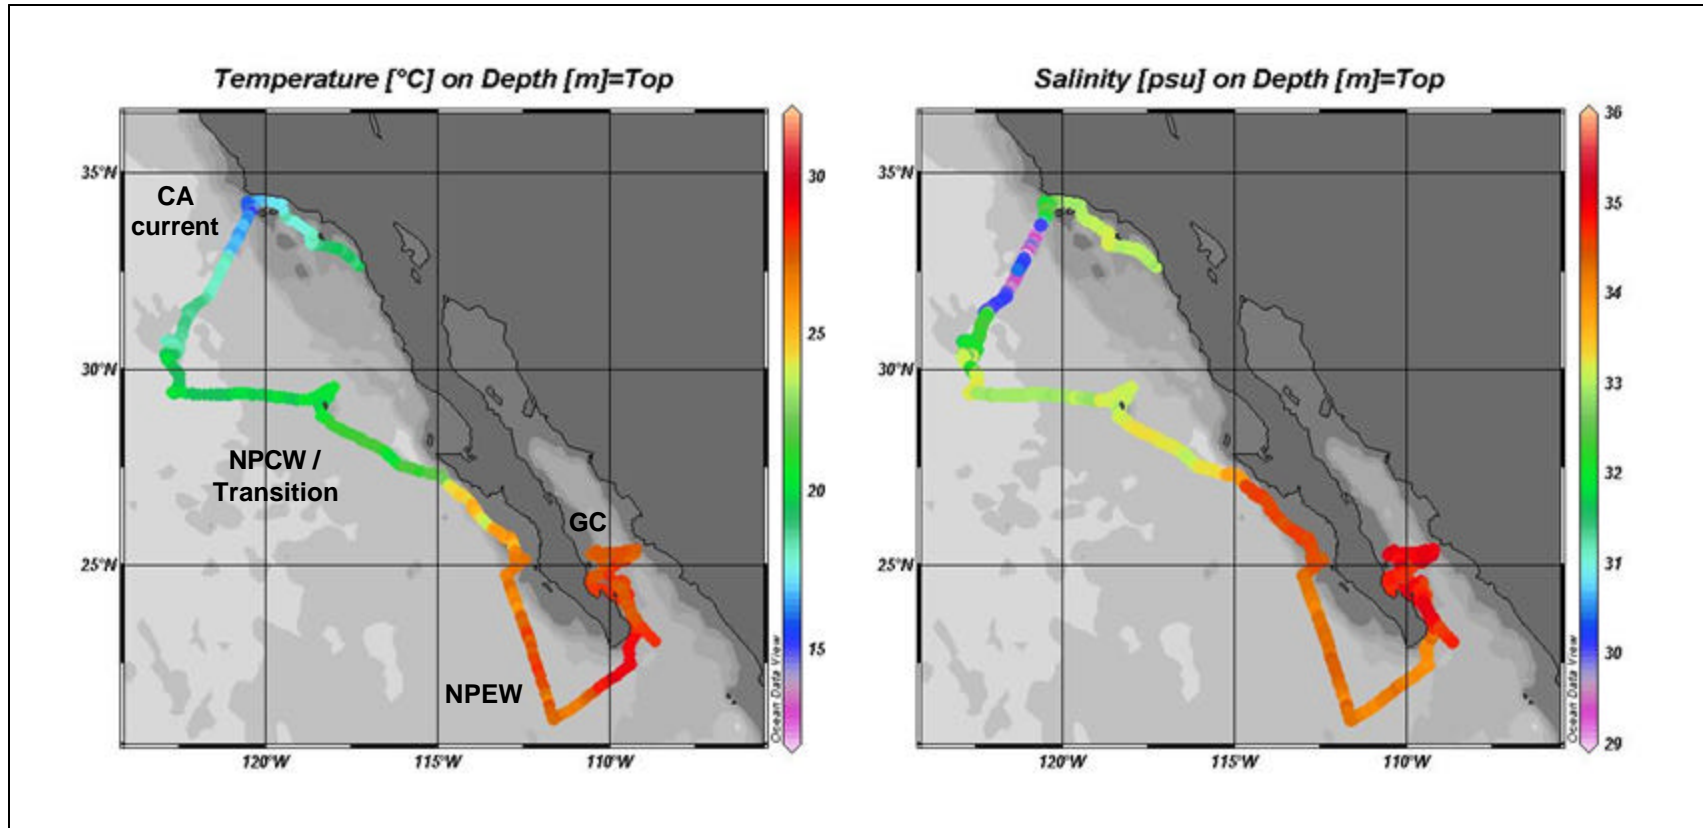 Temperature [°C] on Depth [m]=Top
35°N
30°N
25°N
120°W
115°W
110°W
CA
current
NPCW /
Transition
GC
NPEW
30
25
20
15
Ocean Data View
Salinity [psu] on Depth [m]=Top
35°N
30°N
25°N
120°W
115°W
110°W
36
35
34
33
32
31
30
29
Ocean Data View